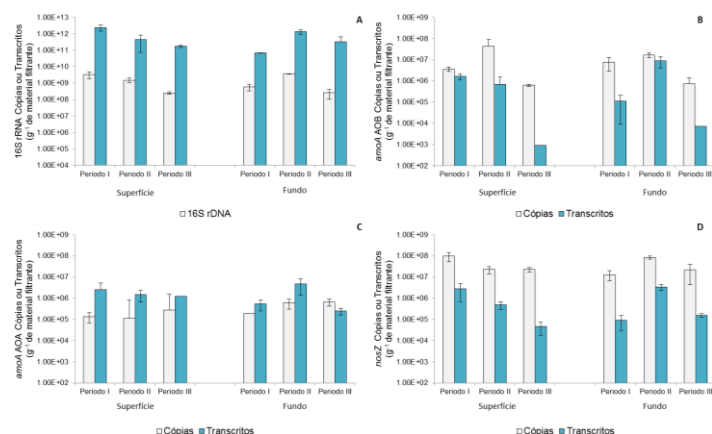 A
16S rRNA Cópias ou Transcritos
(g⁻¹ de material filtrante)
1.00E+13
1.00E+12
1.00E+11
1.00E+10
1.00E+09
1.00E+08
1.00E+07
1.00E+06
1.00E+05
1.00E+04
Periodo I Periodo II Periodo III Periodo I Periodo II Periodo III
Superfície Fundo
16S rDNA
B
amoA AOB Cópias ou Transcritos
(g⁻¹ de material filtrante)
1.00E+09
1.00E+08
1.00E+07
1.00E+06
1.00E+05
1.00E+04
1.00E+03
1.00E+02
Periodo I Periodo II Periodo III Periodo I Periodo II Periodo III
Superfície Fundo
Cópias Transcritos
C
amoA AOA Cópias ou Transcritos
(g⁻¹ de material filtrante)
1.00E+09
1.00E+08
1.00E+07
1.00E+06
1.00E+05
1.00E+04
1.00E+03
1.00E+02
Periodo I Periodo II Periodo III Periodo I Periodo II Periodo III
Superfície Fundo
Cópias Transcritos
D
nosZ Cópias ou Transcritos
(g⁻¹ de material filtrante)
1.00E+09
1.00E+08
1.00E+07
1.00E+06
1.00E+05
1.00E+04
1.00E+03
1.00E+02
Periodo I Periodo II Periodo III Periodo I Periodo II Periodo III
Superfície Fundo
Cópias Transcritos